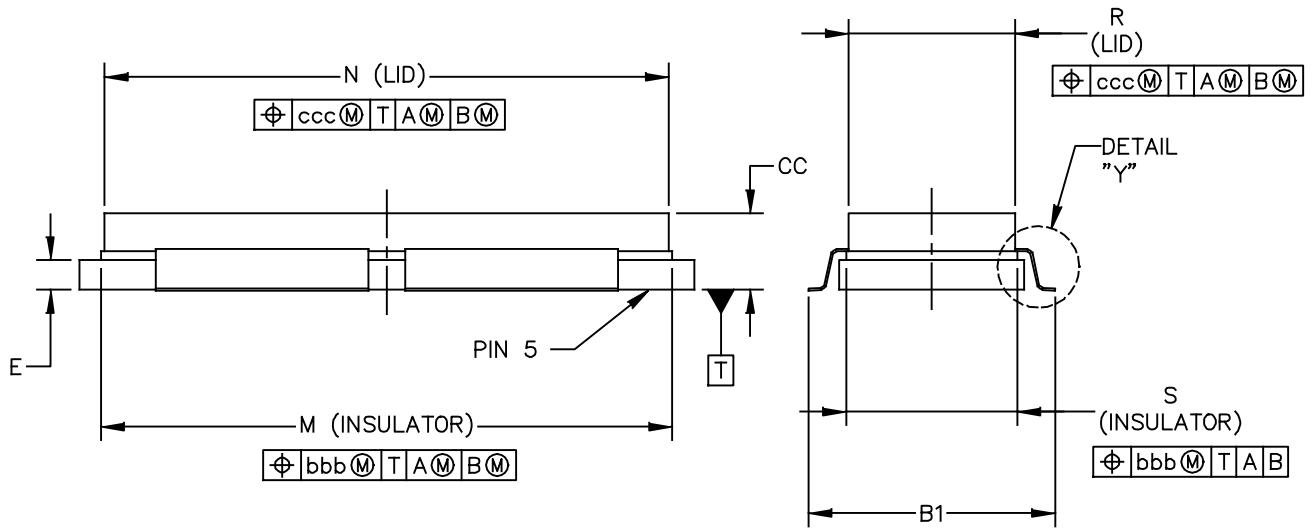 N (LID)
⌖ ccc Ⓜ T A Ⓜ B Ⓜ
R
(LID)
⌖ ccc Ⓜ T A Ⓜ B Ⓜ
DETAIL
"Y"
CC
E
PIN 5
T
M (INSULATOR)
⌖ bbb Ⓜ T A Ⓜ B Ⓜ
S
(INSULATOR)
⌖ bbb Ⓜ T A B
B1